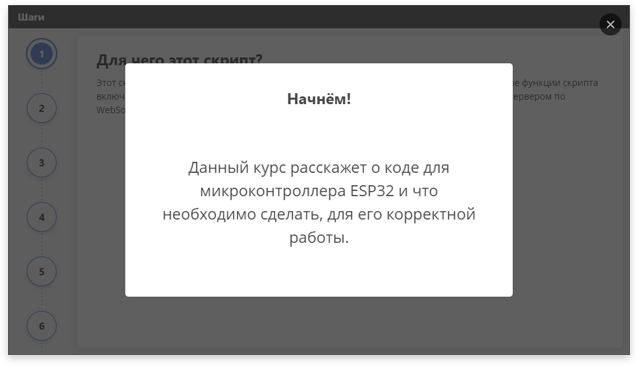 Шаги
1
Для чего этот скрипт?
Этот
функции скрипта
включ
ервером по
WebSo
2
3
4
5
6
Начнём!
Данный курс расскажет о коде для
микроконтроллера ESP32 и что
необходимо сделать, для его корректной
работы.